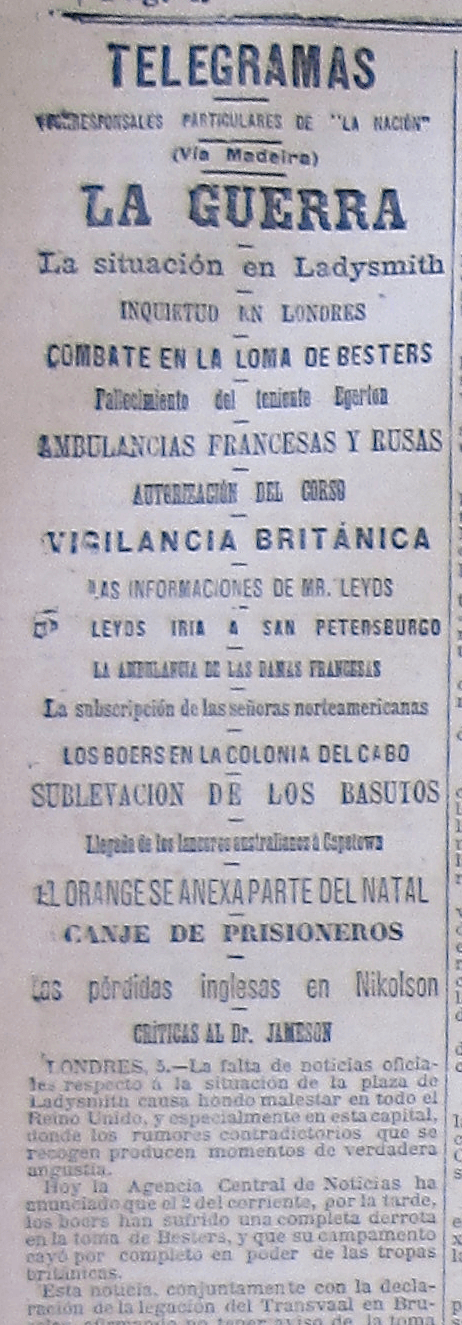 TELEGRAMAS
CORRESPONSALES PARTICULARES DE "LA NACIÓN"
(Vía Madeira)
LA GUERRA
La situación en Ladysmith
INQUIETUD EN LONDRES
COMBATE EN LA LOMA DE BESTERS
Fallecimiento del teniente Egerton
AMBULANCIAS FRANCESAS Y RUSAS
AUTORIZACIÓN DEL CORSO
VIGILANCIA BRITÁNICA
LAS INFORMACIONES DE MR. LEYDS
LEYDS IRIA A SAN PETERSBURGO
LA AMBULANCIA DE LAS DAMAS FRANCESAS
La subscripción de las señoras norteamericanas
LOS BOERS EN LA COLONIA DEL CABO
SUBLEVACION DE LOS BASUTOS
Llegada de los lanceros australianos á Capetown
EL ORANGE SE ANEXA PARTE DEL NATAL
CANJE DE PRISIONEROS
Las pérdidas inglesas en Nikolson
CRÍTICAS AL Dr. JAMESON
LONDRES, 5.—La falta de noticias oficia-
les respecto á la situación de la plaza de
Ladysmith causa hondo malestar en todo el
Reino Unido, y especialmente en esta capital,
donde los rumores contradictorios que se
recogen producen momentos de verdadera
angustia.
Hoy la Agencia Central de Noticias ha
anunciado que el 2 del corriente, por la tarde,
los boers han sufrido una completa derrota
en la toma de Besters, y que su campamento
cayó por completo en poder de las tropas
británicas.
Esta noticia, conjuntamente con la decla-
ración de la legación del Transvaal en Bru-
afirmando no tener aviso de la toma